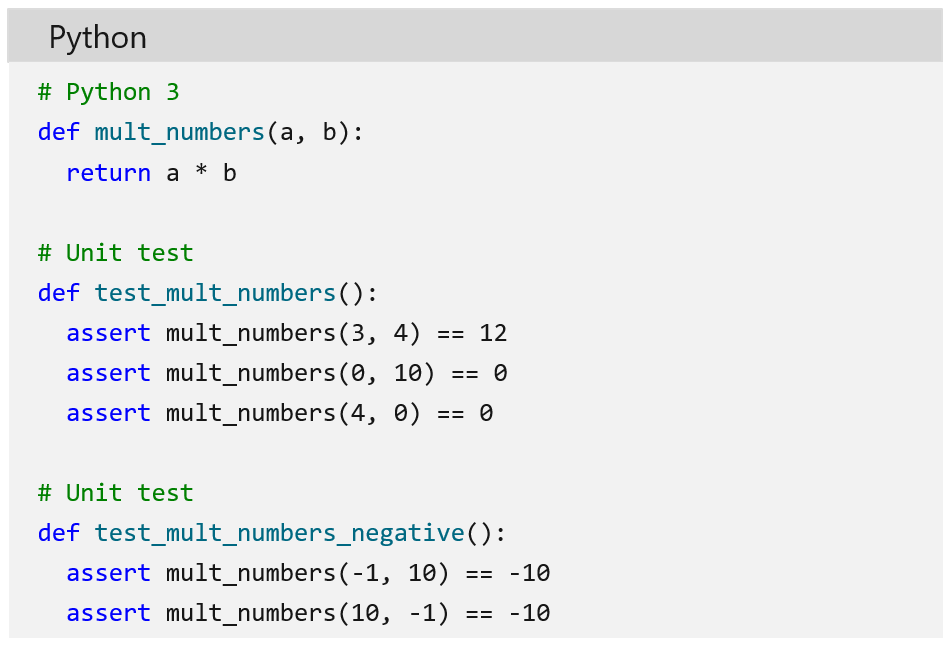 Python
# Python 3
def mult_numbers(a, b):
  return a * b
# Unit test
def test_mult_numbers():
  assert mult_numbers(3, 4) == 12
  assert mult_numbers(0, 10) == 0
  assert mult_numbers(4, 0) == 0
# Unit test
def test_mult_numbers_negative():
  assert mult_numbers(-1, 10) == -10
  assert mult_numbers(10, -1) == -10